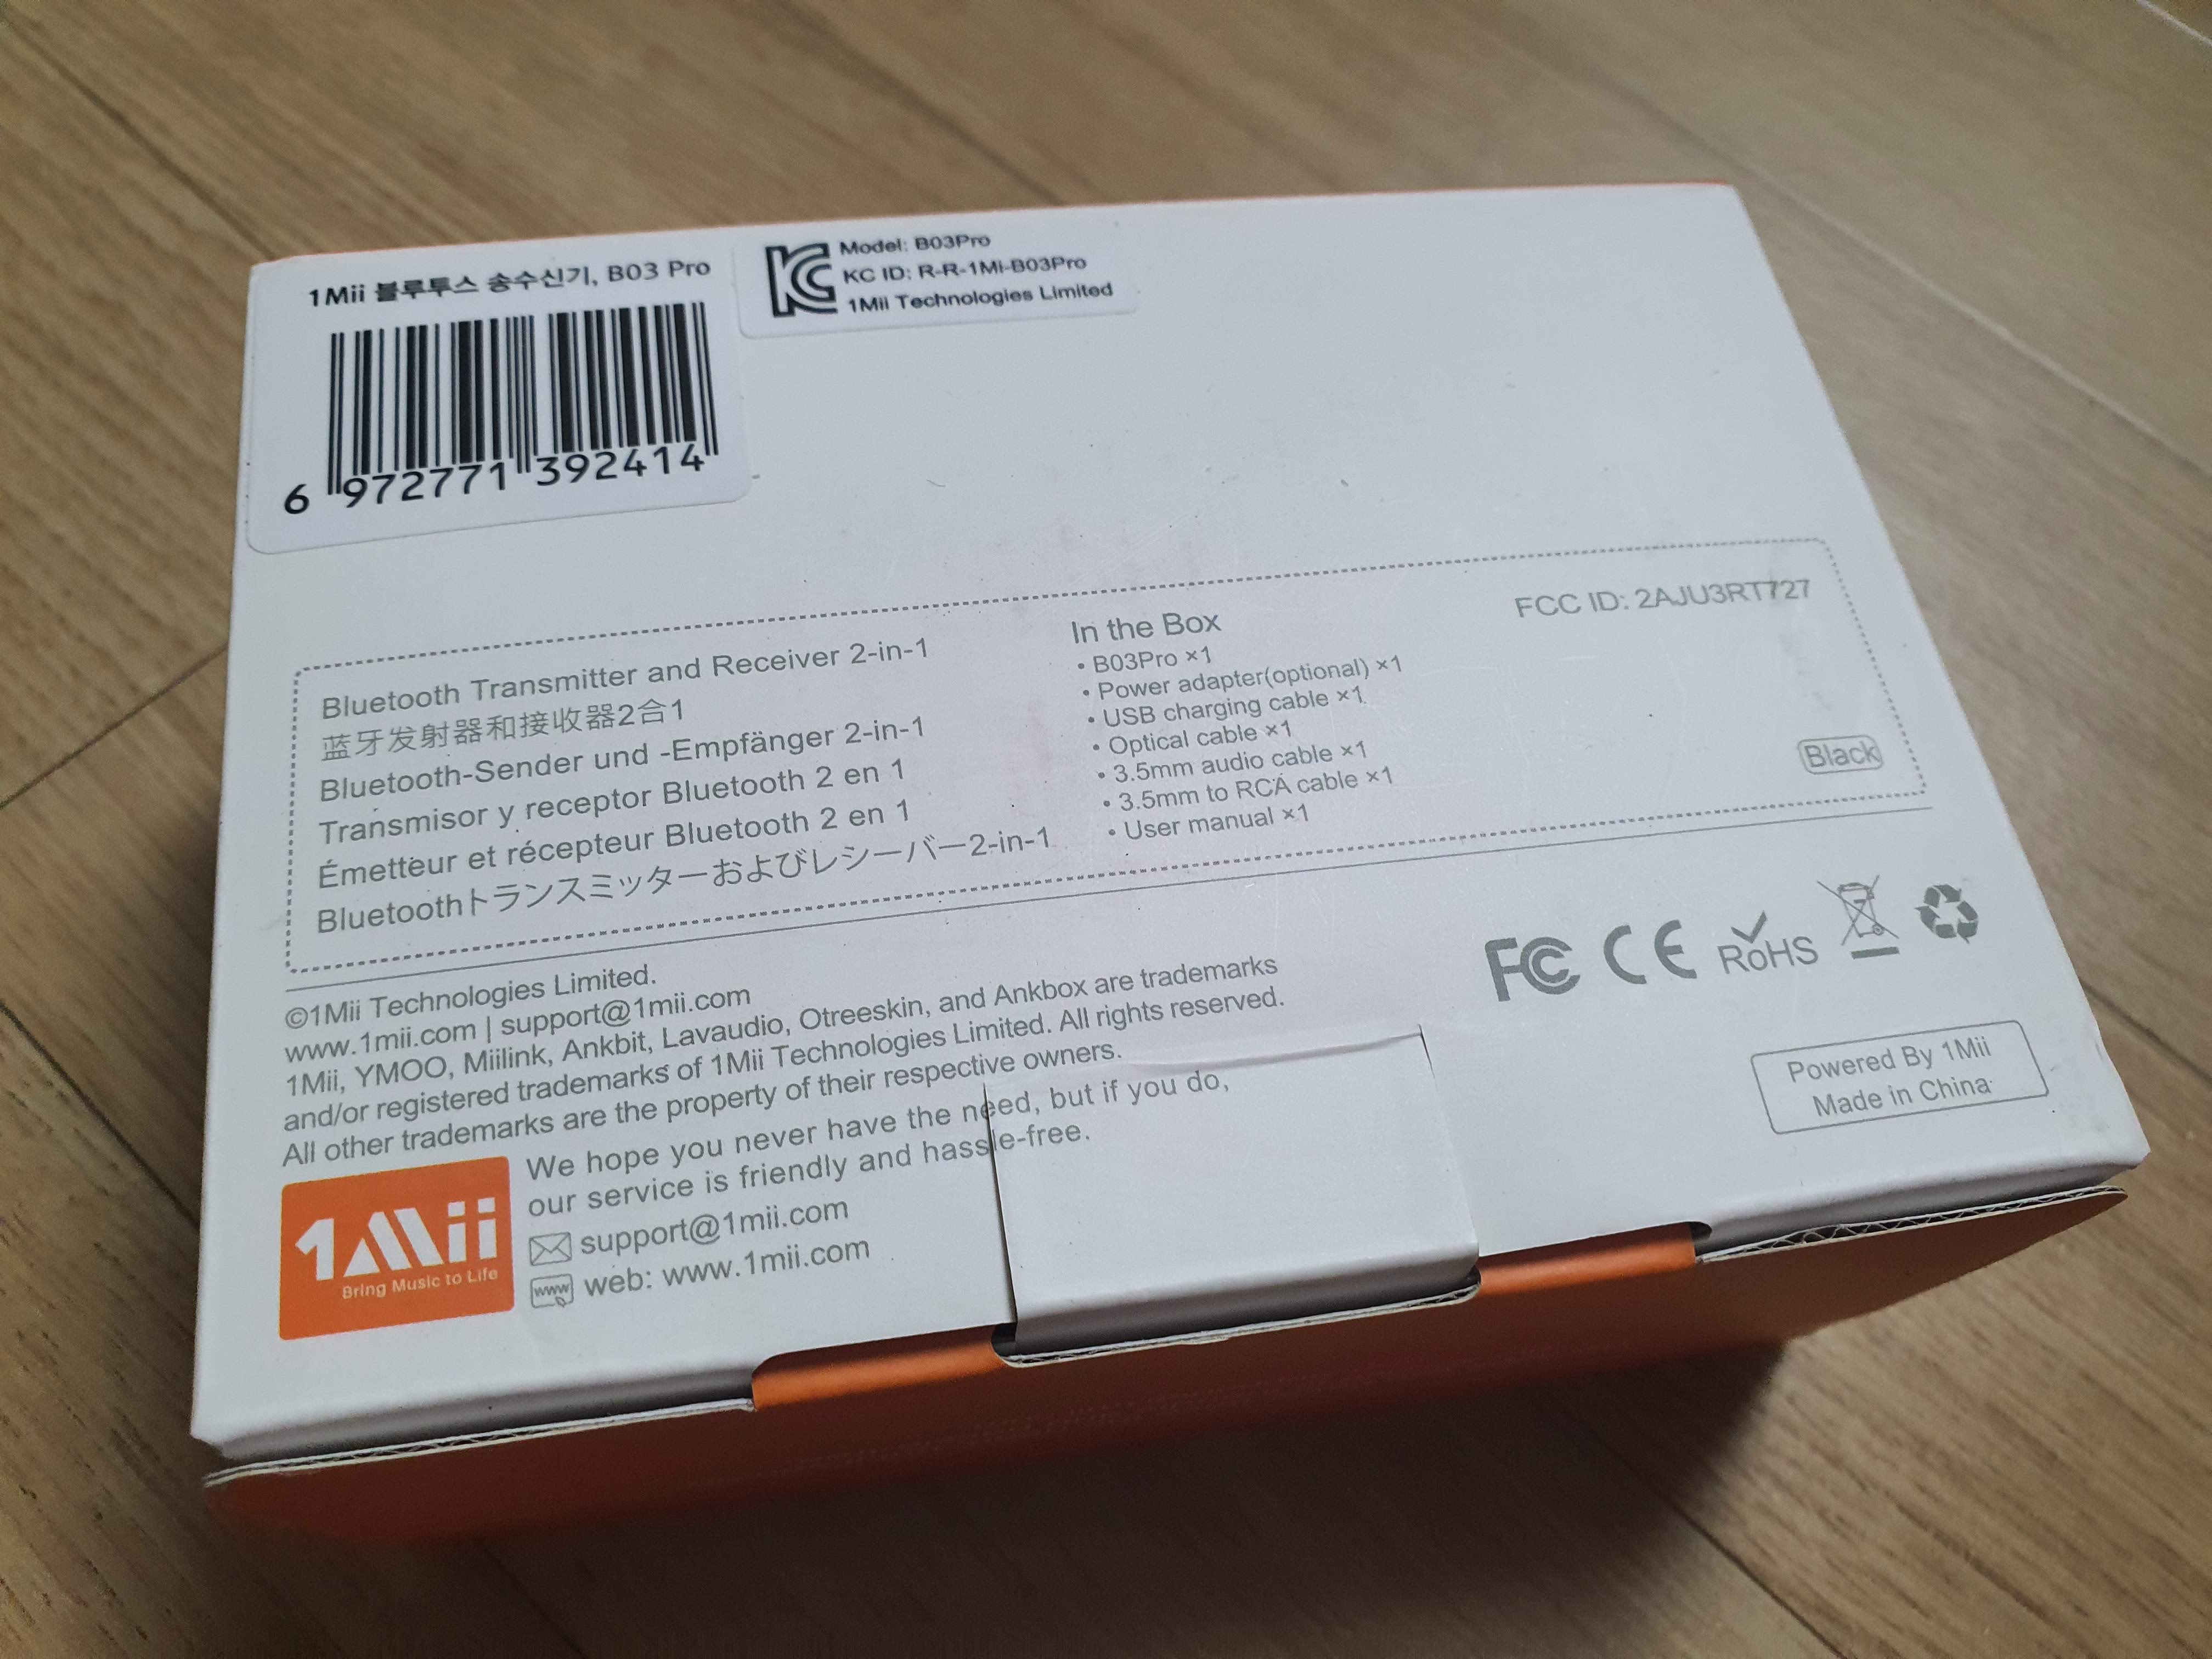 1Mii 블루투스 송수신기, B03 Pro
6 972771 392414
Model: B03Pro
KC ID: R-R-1Mi-B03Pro
1Mii Technologies Limited
Bluetooth Transmitter and Receiver 2-in-1
蓝牙发射器和接收器2合1
Bluetooth-Sender und -Empfänger 2-in-1
Transmisor y receptor Bluetooth 2 en 1
Émetteur et récepteur Bluetooth 2 en 1
Bluetoothトランスミッターおよびレシーバー2-in-1
In the Box
• B03Pro ×1
• Power adapter(optional) ×1
• USB charging cable ×1
• Optical cable ×1
• 3.5mm audio cable ×1
• 3.5mm to RCA cable ×1
• User manual ×1
FCC ID: 2AJU3RT727
Black
©1Mii Technologies Limited.
www.1mii.com | support@1mii.com
1Mii, YMOO, Miilink, Ankbit, Lavaudio, Otreeskin, and Ankbox are trademarks
and/or registered trademarks of 1Mii Technologies Limited. All rights reserved.
All other trademarks are the property of their respective owners.
FC CE RoHS
Powered By 1Mii
Made in China
1Mii
Bring Music to Life
We hope you never have the need, but if you do,
our service is friendly and hassle-free.
support@1mii.com
www web: www.1mii.com